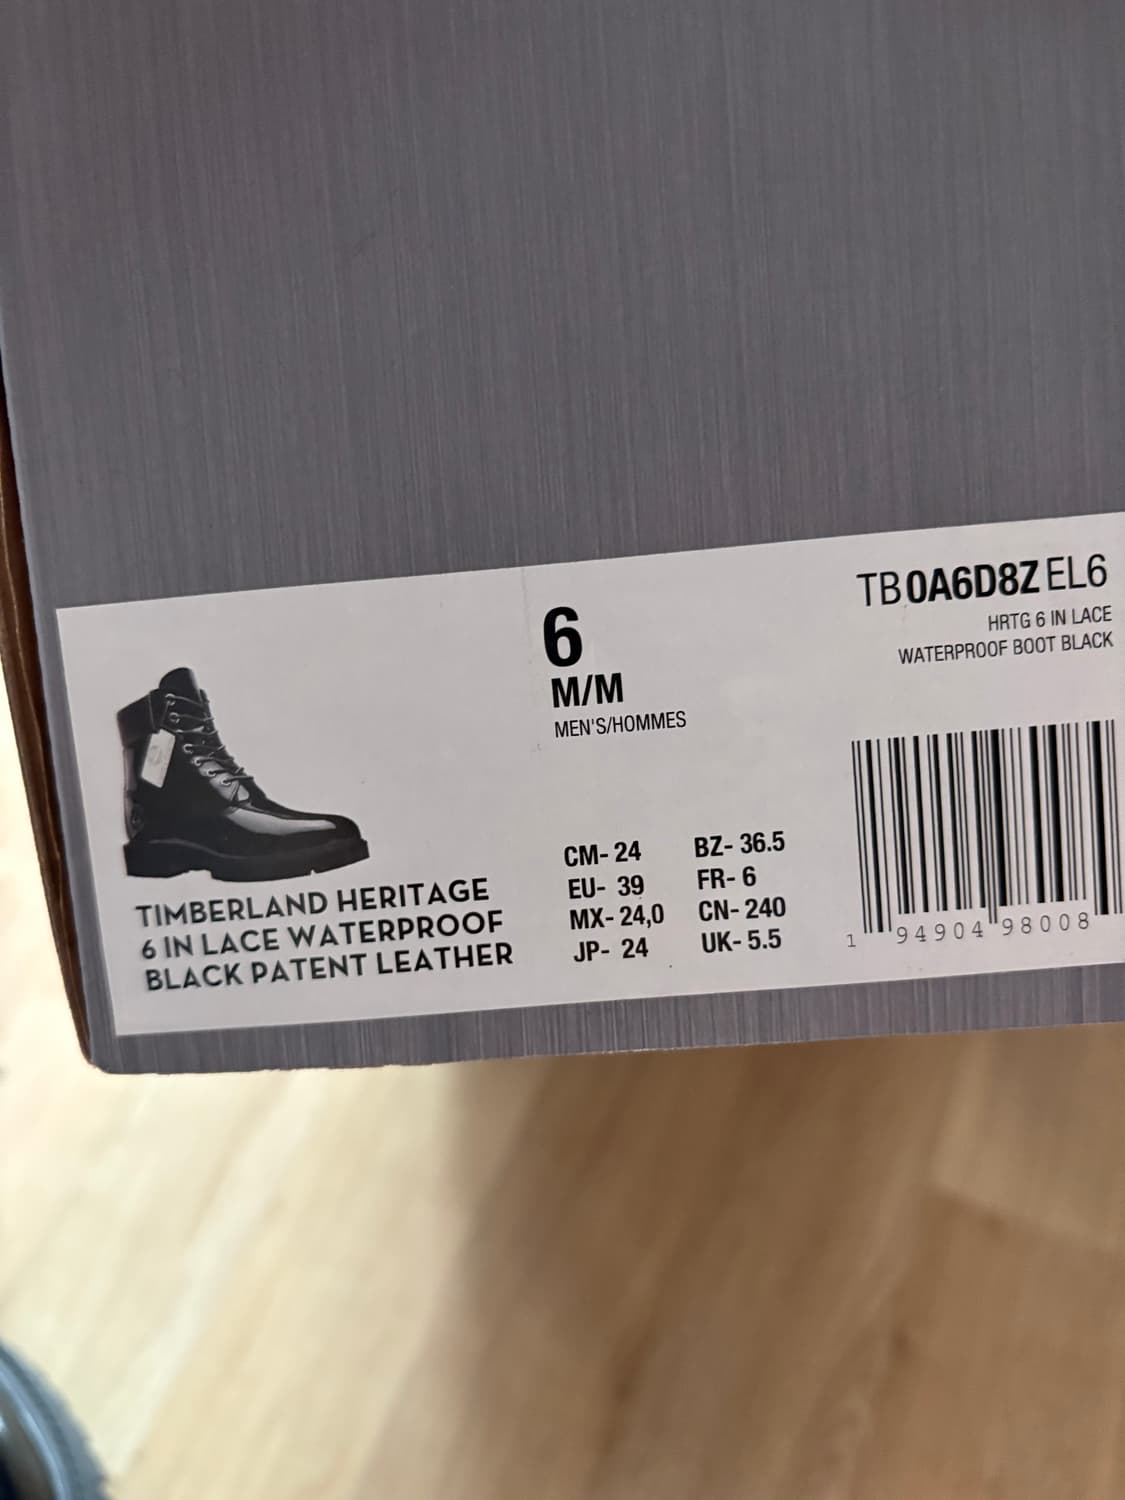 TB0A6D8Z EL6
HRTG 6 IN LACE
WATERPROOF BOOT BLACK
6
M/M
MEN'S/HOMMES
CM- 24 BZ- 36.5
EU- 39 FR- 6
MX- 24,0 CN- 240
JP- 24 UK- 5.5
TIMBERLAND HERITAGE
6 IN LACE WATERPROOF
BLACK PATENT LEATHER
1 94904 98008